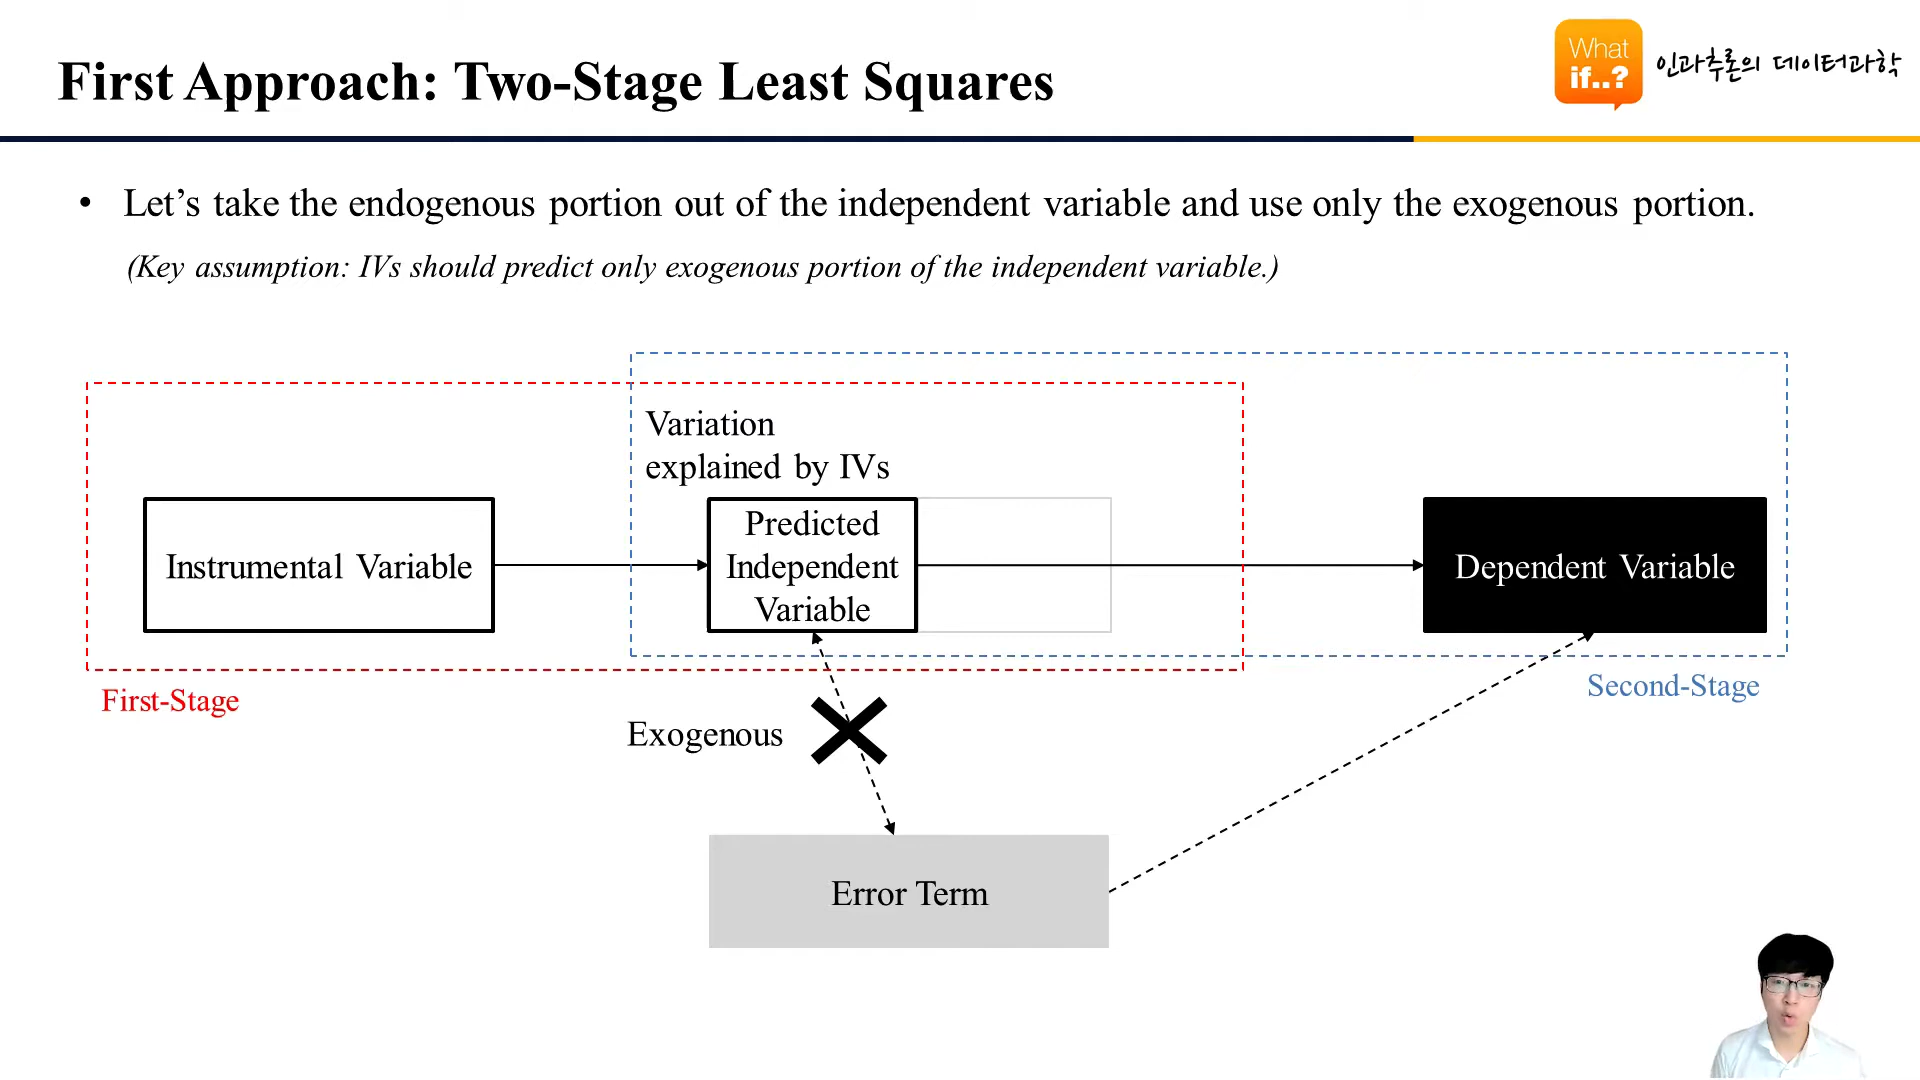 First Approach: Two-Stage Least Squares
What
if..?
인과추론의 데이터과학
• Let’s take the endogenous portion out of the independent variable and use only the exogenous portion.
(Key assumption: IVs should predict only exogenous portion of the independent variable.)
Variation
explained by IVs
Instrumental Variable
Predicted
Independent
Variable
Dependent Variable
First-Stage
Second-Stage
Exogenous
Error Term